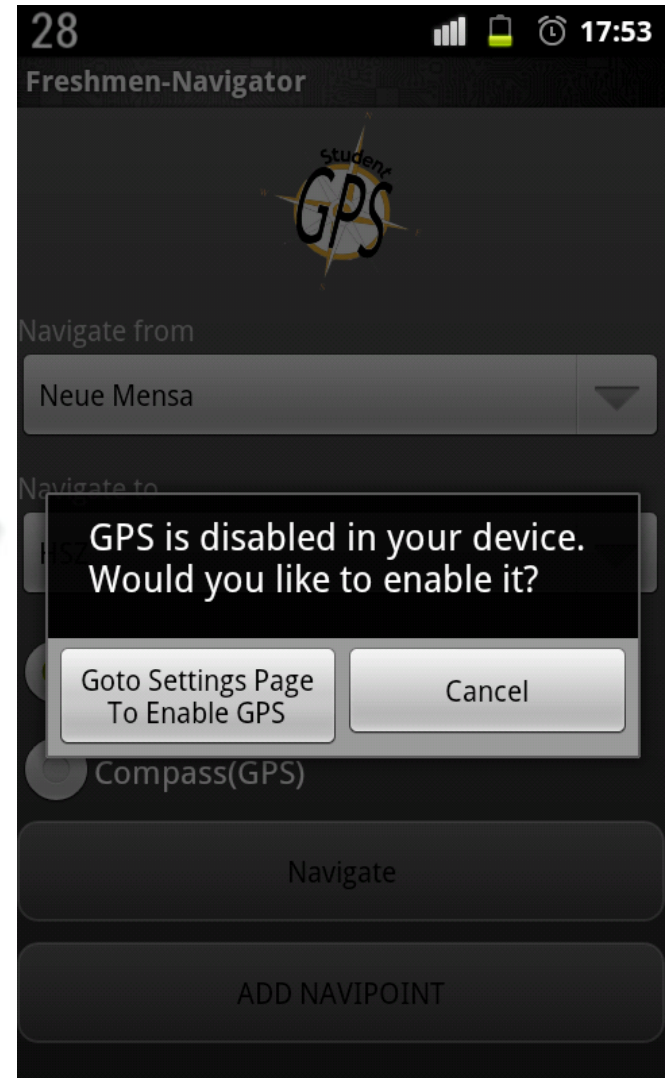 28
17:53
Freshmen-Navigator
Student
GPS
Navigate from
Neue Mensa
Navigate to
HSZ
GPS is disabled in your device.
Would you like to enable it?
Goto Settings Page
To Enable GPS
Cancel
Compass(GPS)
Navigate
ADD NAVIPOINT